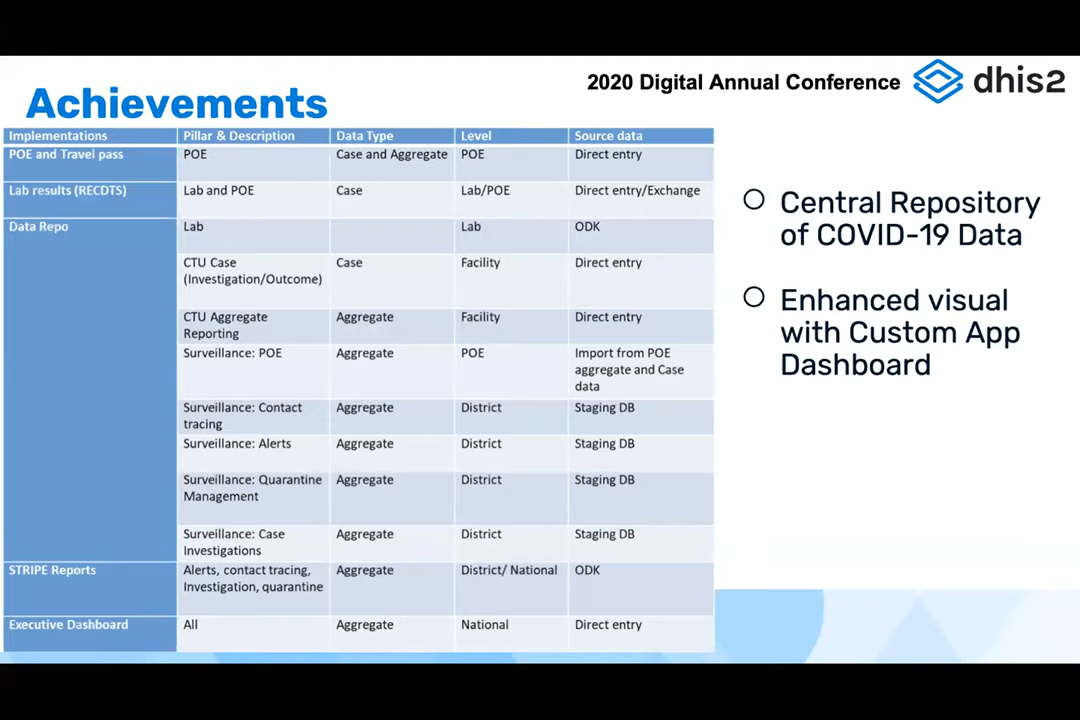 2020 Digital Annual Conference dhis2
Achievements
Implementations Pillar & Description Data Type Level Source data
POE and Travel pass POE Case and Aggregate POE Direct entry
Lab results (RECDTS) Lab and POE Case Lab/POE Direct entry/Exchange
Data Repo Lab Lab ODK
CTU Case Case Facility Direct entry
(Investigation/Outcome)
CTU Aggregate Aggregate Facility Direct entry
Reporting
Surveillance: POE Aggregate POE Import from POE
aggregate and Case
data
Surveillance: Contact Aggregate District Staging DB
tracing
Surveillance: Alerts Aggregate District Staging DB
Surveillance: Quarantine Aggregate District Staging DB
Management
Surveillance: Case Aggregate District Staging DB
Investigations
STRIPE Reports Alerts, contact tracing, Aggregate District/ National ODK
Investigation, quarantine
Executive Dashboard All Aggregate National Direct entry
Central Repository
of COVID-19 Data
Enhanced visual
with Custom App
Dashboard